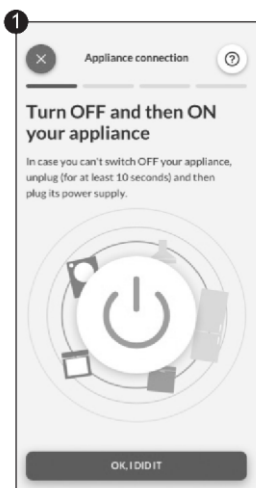 1
Appliance connection
?
Turn OFF and then ON
your appliance
In case you can't switch OFF your appliance,
unplug (for at least 10 seconds) and then
plug its power supply.
OK, I DID IT